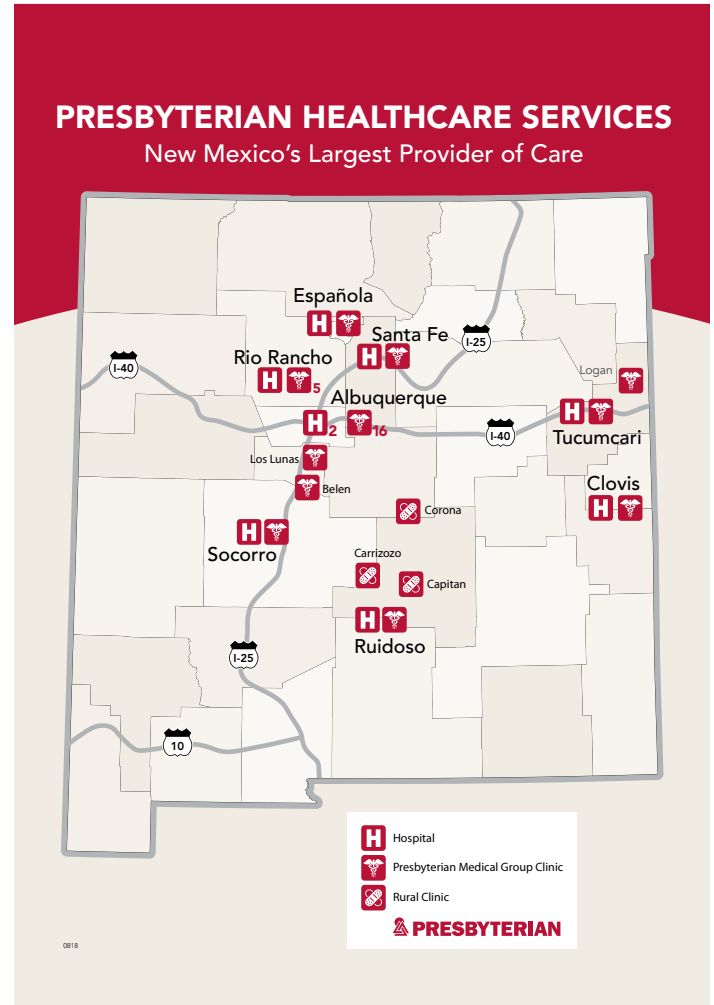 PRESBYTERIAN HEALTHCARE SERVICES
New Mexico's Largest Provider of Care
Española
H
Santa Fe
H
I-25
Rio Rancho
H 5
I-40
Logan
Albuquerque
H 2 16
I-40
H
Tucumcari
Los Lunas
Belen
Clovis
H
Corona
H
Socorro
Carrizozo
Capitan
H
Ruidoso
I-25
10
H Hospital
Presbyterian Medical Group Clinic
Rural Clinic
PRESBYTERIAN
0818